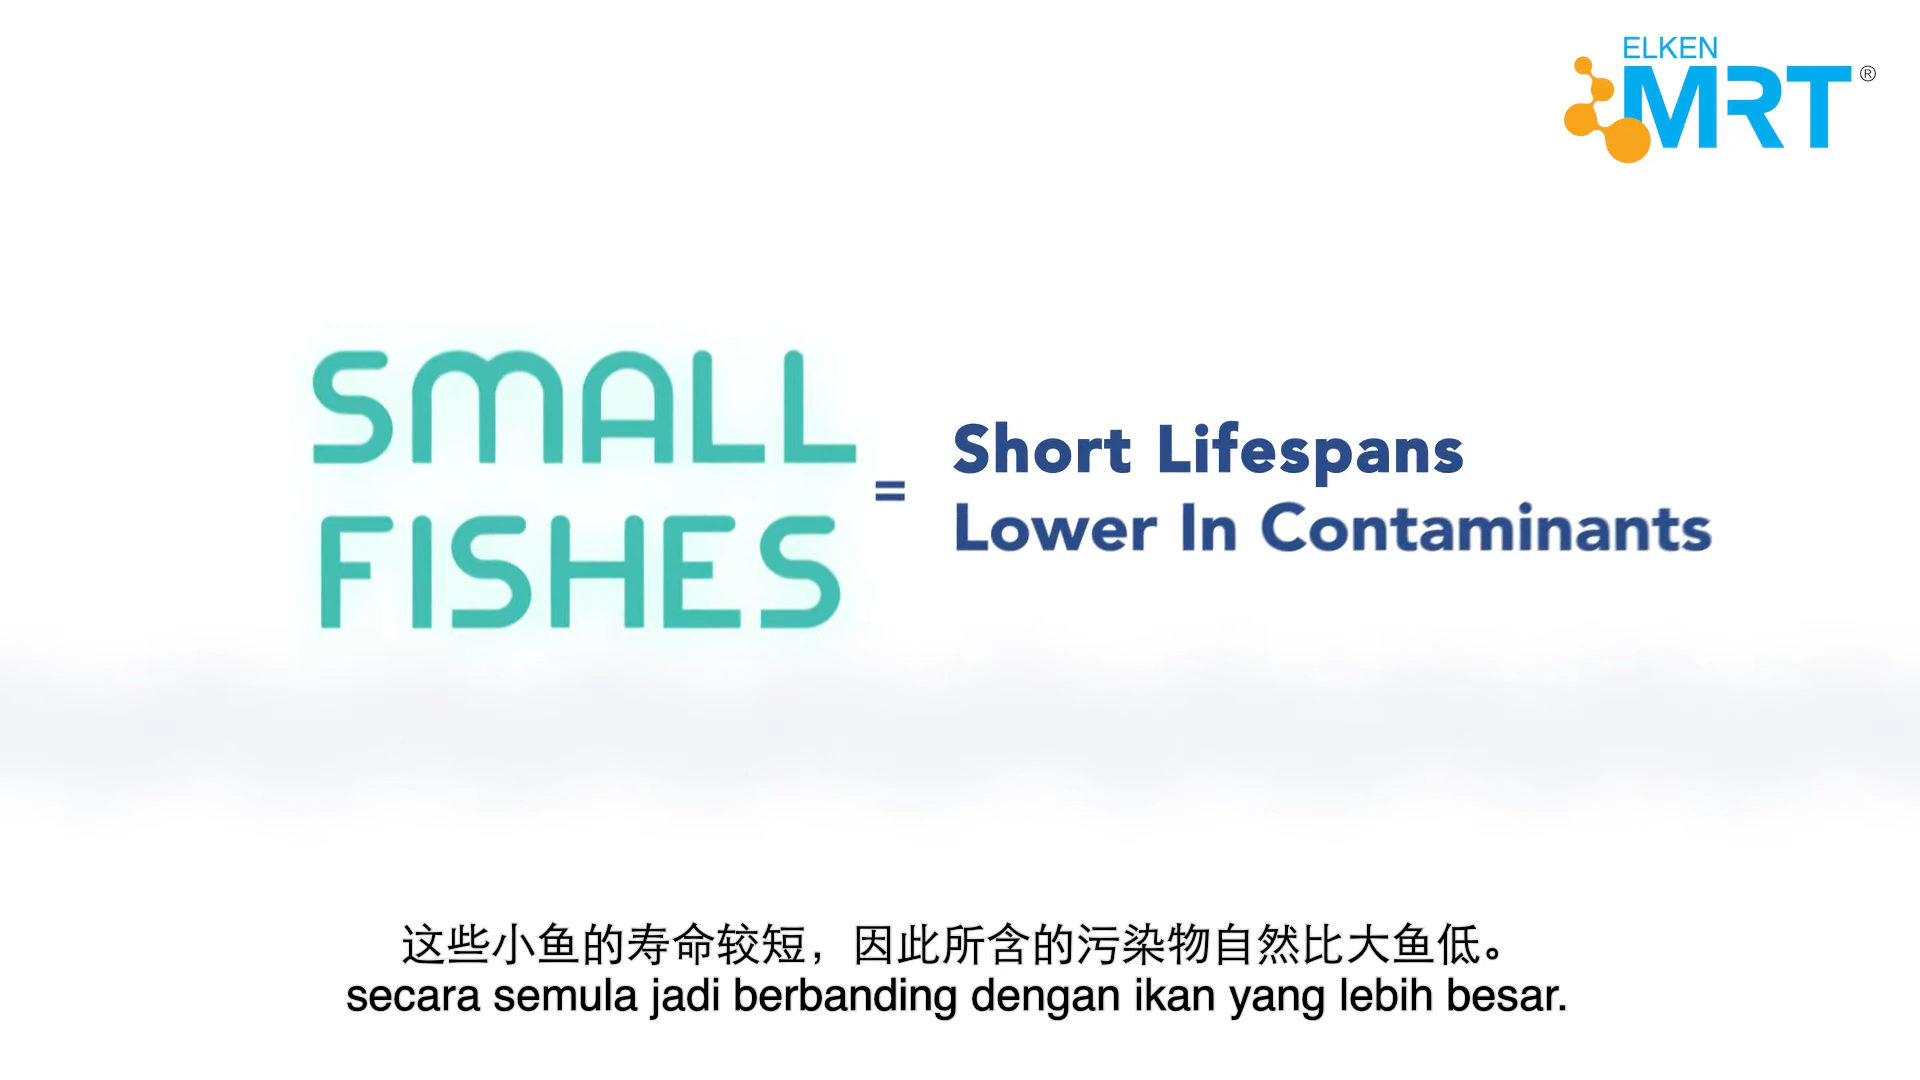 ELKEN
MRT®
SMALL
FISHES
=
Short Lifespans
Lower In Contaminants
这些小鱼的寿命较短，因此所含的污染物自然比大鱼低。
secara semula jadi berbanding dengan ikan yang lebih besar.